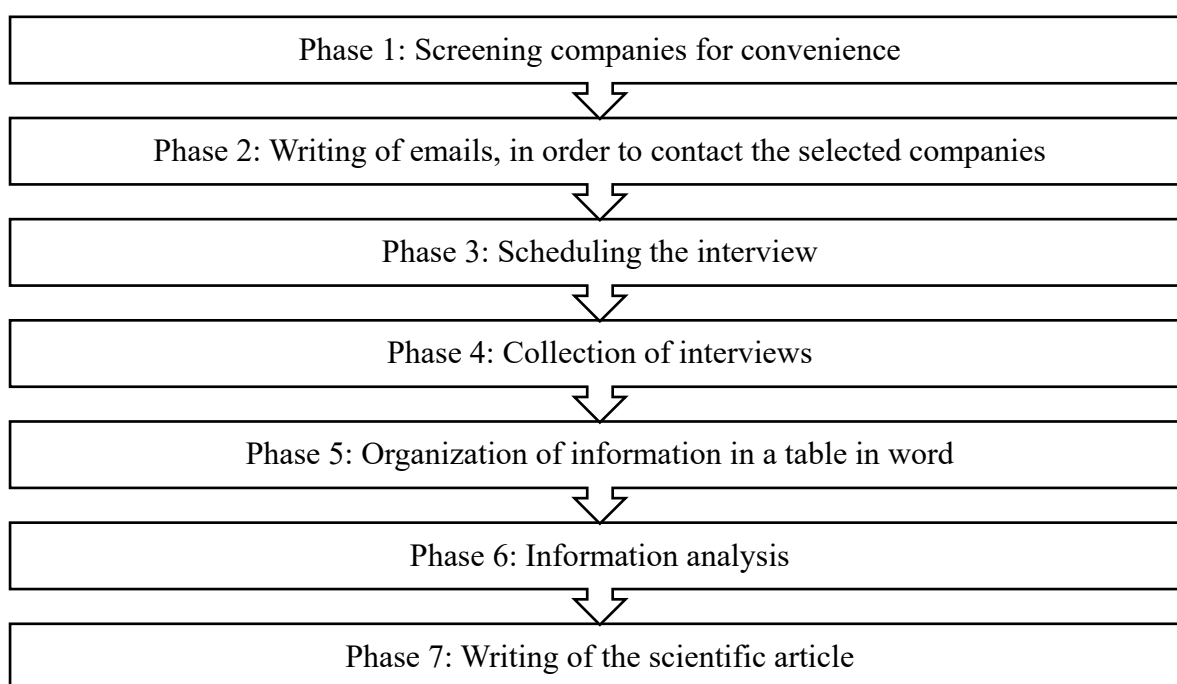 Phase 1: Screening companies for convenience
Phase 2: Writing of emails, in order to contact the selected companies
Phase 3: Scheduling the interview
Phase 4: Collection of interviews
Phase 5: Organization of information in a table in word
Phase 6: Information analysis
Phase 7: Writing of the scientific article